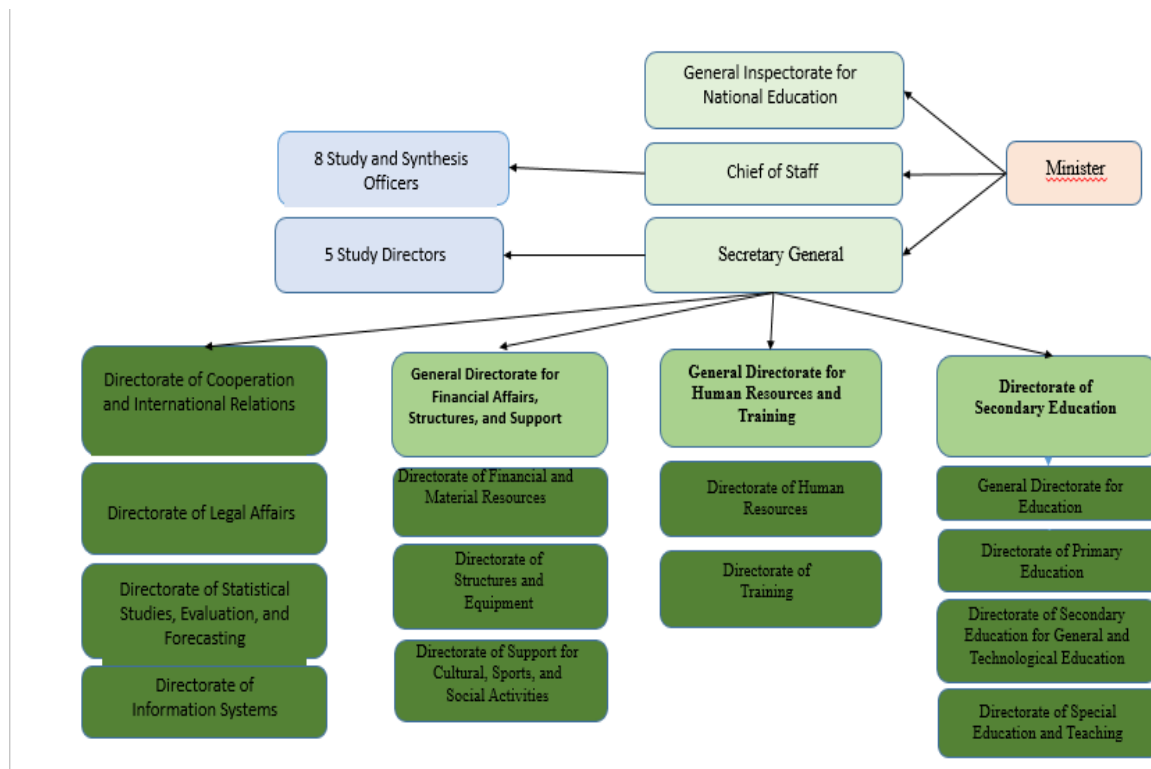 General Inspectorate for
National Education
8 Study and Synthesis
Officers
Chief of Staff
Minister
5 Study Directors
Secretary General
Directorate of Cooperation
and International Relations
Directorate of Legal Affairs
Directorate of Statistical
Studies, Evaluation, and
Forecasting
Directorate of
Information Systems
General Directorate for
Financial Affairs,
Structures, and Support
Directorate of Financial and
Material Resources
Directorate of
Structures and
Equipment
Directorate of Support for
Cultural, Sports, and
Social Activities
General Directorate for
Human Resources and
Training
Directorate of Human
Resources
Directorate of
Training
Directorate of
Secondary Education
General Directorate for
Education
Directorate of Primary
Education
Directorate of Secondary
Education for General and
Technological Education
Directorate of Special
Education and Teaching